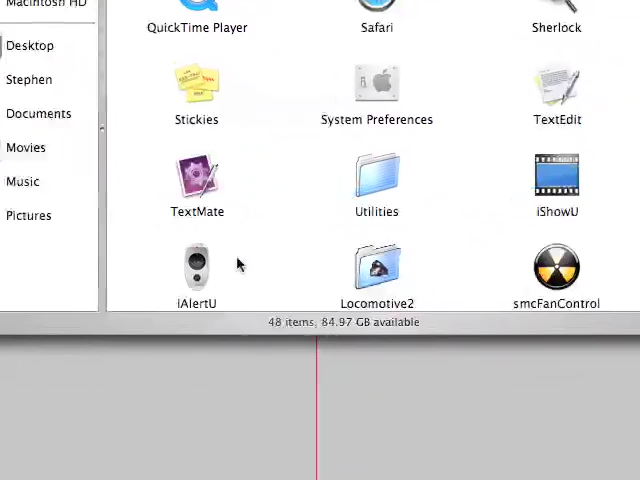 Macintosh HD
Desktop
Stephen
Documents
Movies
Music
Pictures
QuickTime Player
Safari
Sherlock
Stickies
System Preferences
TextEdit
TextMate
Utilities
iShowU
iAlertU
Locomotive2
smcFanControl
48 items, 84.97 GB available